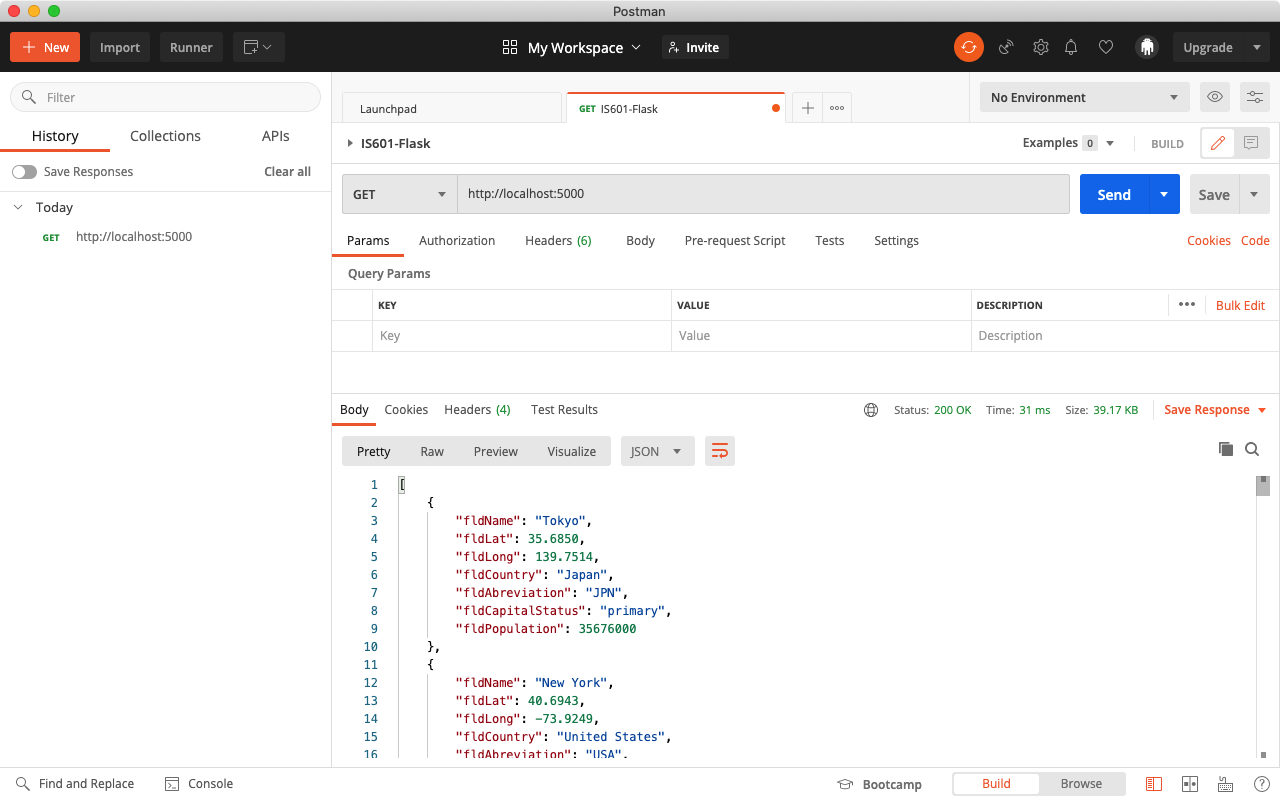 Postman
New Import Runner My Workspace Invite Upgrade
Filter
History Collections APIs
Save Responses Clear all
Today
GET http://localhost:5000
Launchpad GET IS601-Flask No Environment
IS601-Flask Examples 0 BUILD
GET http://localhost:5000 Send Save
Params Authorization Headers (6) Body Pre-request Script Tests Settings Cookies Code
Query Params
KEY VALUE DESCRIPTION Bulk Edit
Key Value Description
Body Cookies Headers (4) Test Results Status: 200 OK Time: 31 ms Size: 39.17 KB Save Response
Pretty Raw Preview Visualize JSON
1 [
2 {
3 "fldName": "Tokyo",
4 "fldLat": 35.6850,
5 "fldLong": 139.7514,
6 "fldCountry": "Japan",
7 "fldAbreviation": "JPN",
8 "fldCapitalStatus": "primary",
9 "fldPopulation": 35676000
10 },
11 {
12 "fldName": "New York",
13 "fldLat": 40.6943,
14 "fldLong": -73.9249,
15 "fldCountry": "United States",
16 "fldAbreviation": "USA",
Find and Replace Console Bootcamp Build Browse